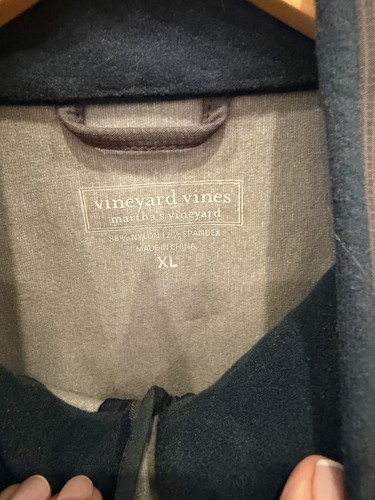 vineyard vines
martha's vineyard
88% NYLON 12% SPANDEX
MADE IN CHINA
XL